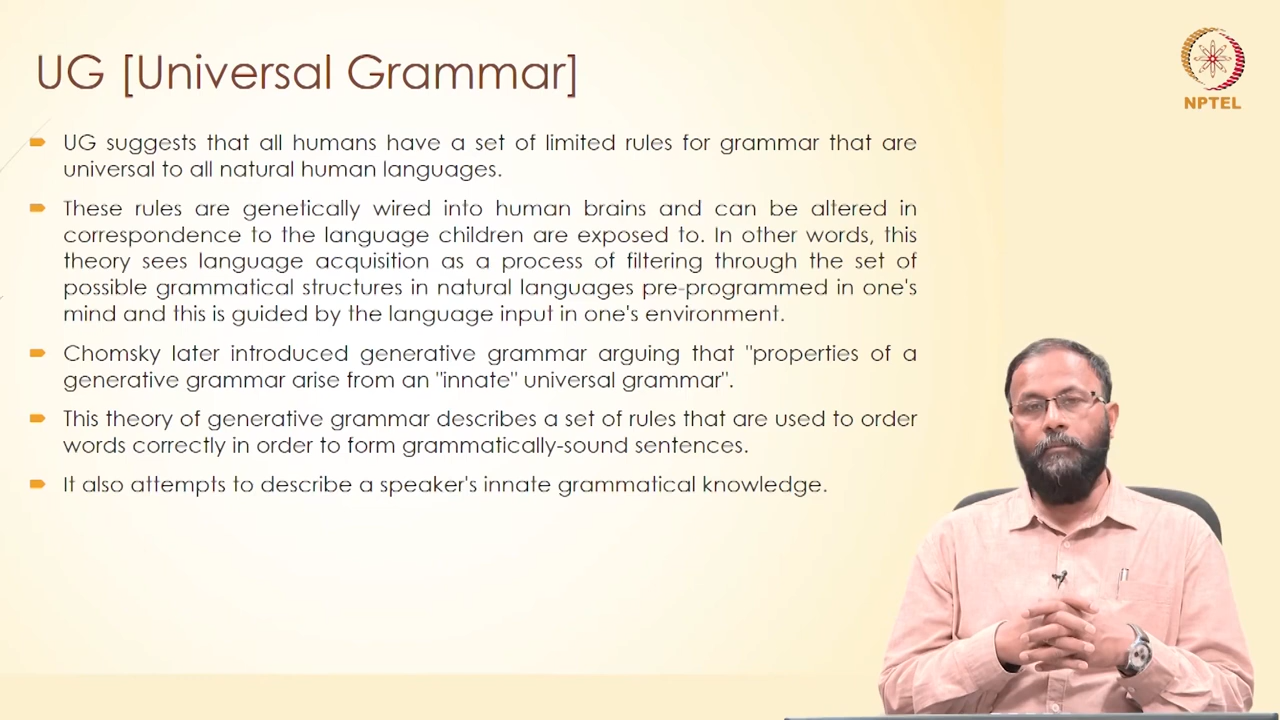 UG [Universal Grammar]
NPTEL
UG suggests that all humans have a set of limited rules for grammar that are
universal to all natural human languages.
These rules are genetically wired into human brains and can be altered in
correspondence to the language children are exposed to. In other words, this
theory sees language acquisition as a process of filtering through the set of
possible grammatical structures in natural languages pre-programmed in one's
mind and this is guided by the language input in one's environment.
Chomsky later introduced generative grammar arguing that "properties of a
generative grammar arise from an "innate" universal grammar".
This theory of generative grammar describes a set of rules that are used to order
words correctly in order to form grammatically-sound sentences.
It also attempts to describe a speaker's innate grammatical knowledge.